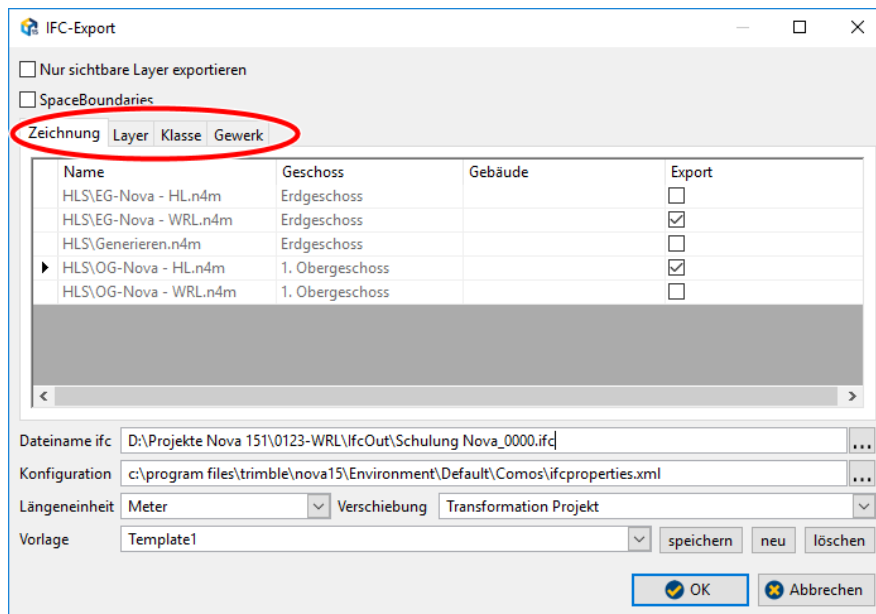 IFC-Export
Nur sichtbare Layer exportieren
SpaceBoundaries
Zeichnung Layer Klasse Gewerk
Name Geschoss Gebäude Export
HLS\EG-Nova - HL.n4m Erdgeschoss
HLS\EG-Nova - WRL.n4m Erdgeschoss
HLS\Generieren.n4m Erdgeschoss
HLS\OG-Nova - HL.n4m 1. Obergeschoss
HLS\OG-Nova - WRL.n4m 1. Obergeschoss
Dateiname ifc D:\Projekte Nova 151\0123-WRL\IfcOut\Schulung Nova_0000.ifc ...
Konfiguration c:\program files\trimble\nova15\Environment\Default\Comos\ifcproperties.xml ...
Längeneinheit Meter Verschiebung Transformation Projekt
Vorlage Template1 speichern neu löschen
OK Abbrechen